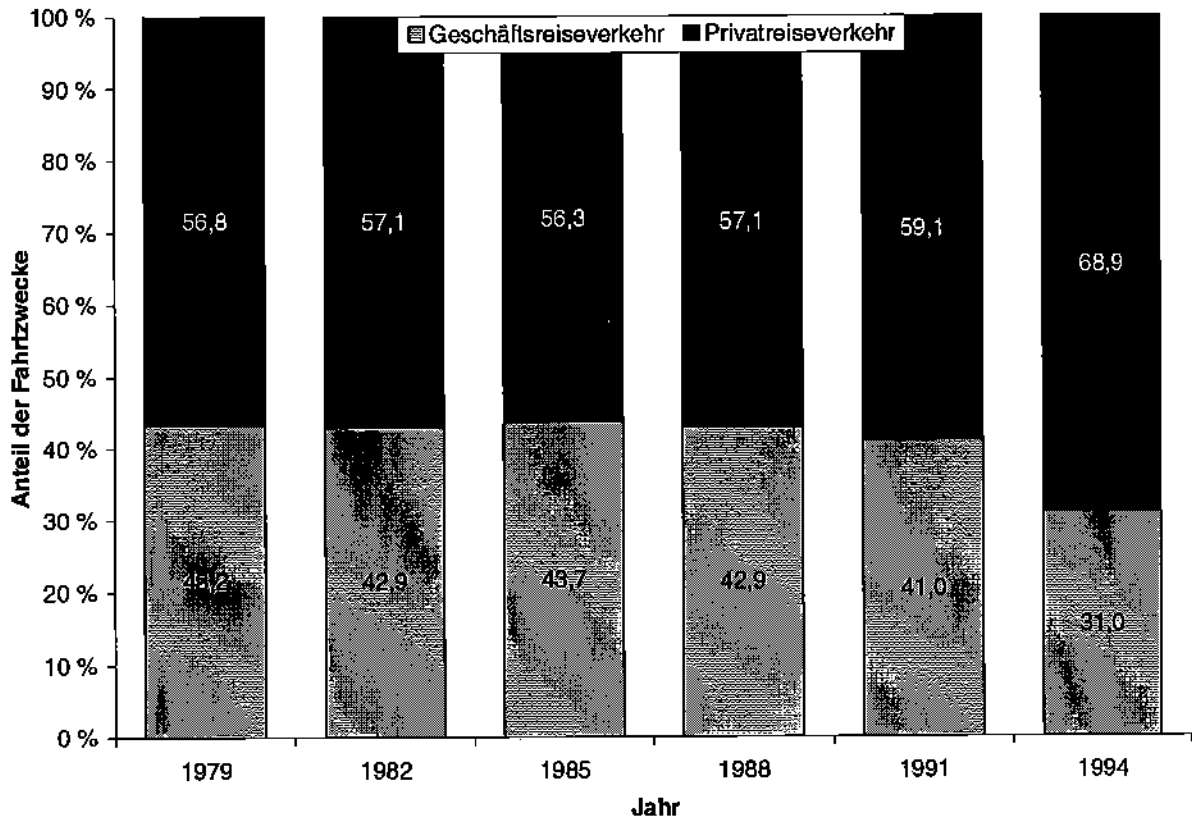 100 %
90 %
80 %
70 %
60 %
50 %
40 %
30 %
20 %
10 %
0 %
Anteil der Fahrtzwecke
Geschäftsreiseverkehr Privatreiseverkehr
56,8 57,1 56,3 57,1 59,1 68,9
43,2 42,9 43,7 42,9 41,0 31,0
1979 1982 1985 1988 1991 1994
Jahr